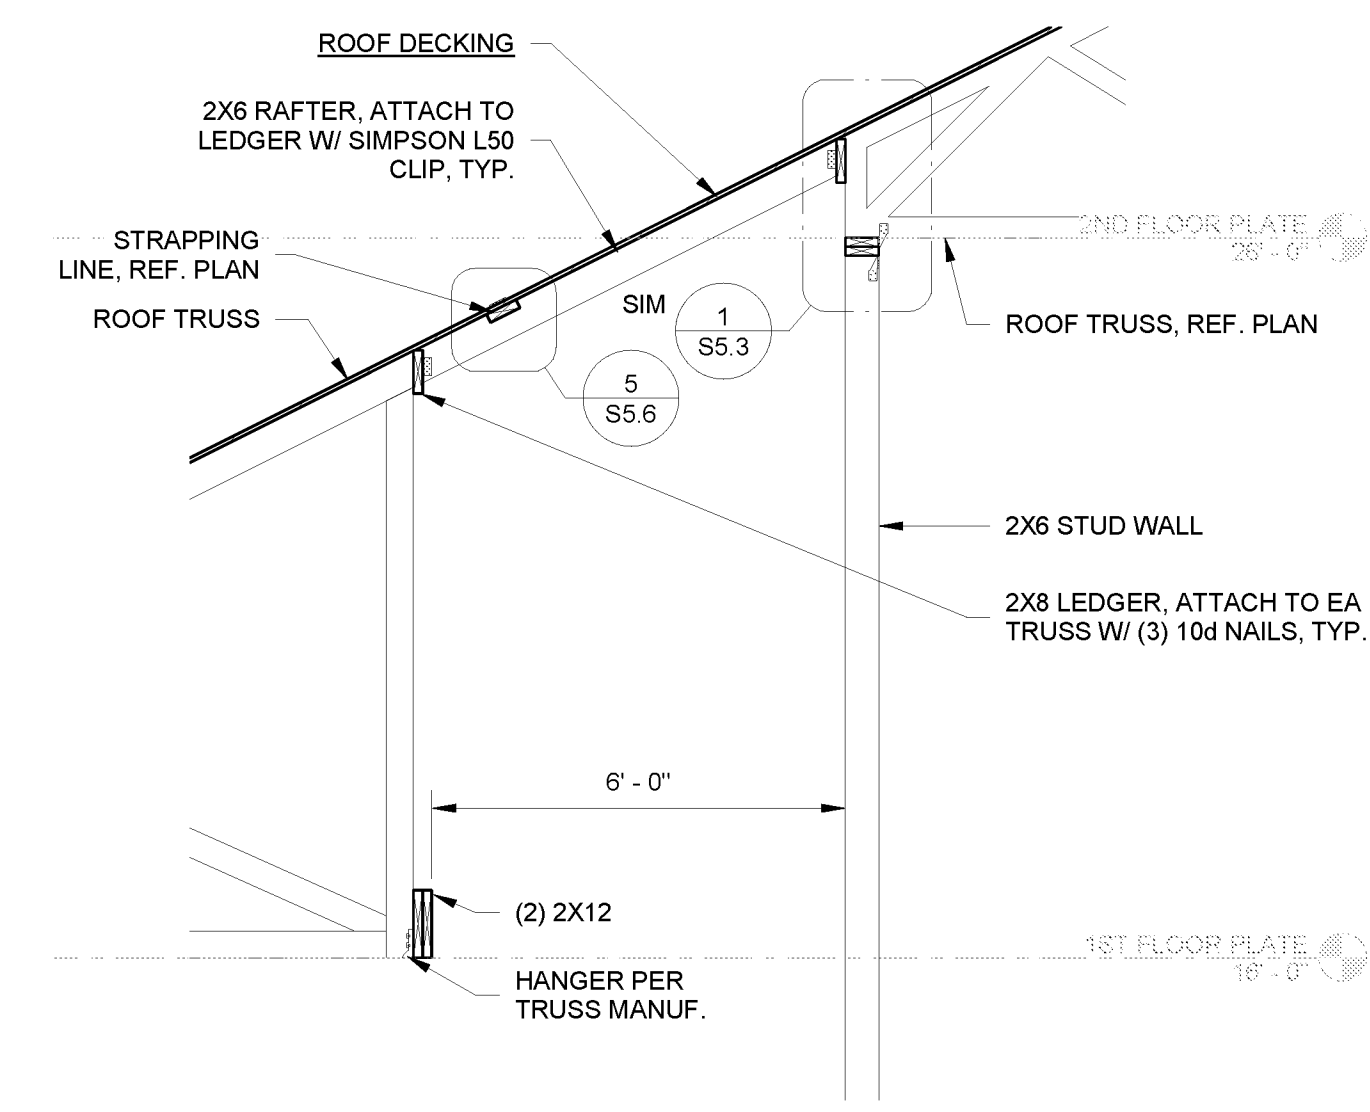 ROOF DECKING
2X6 RAFTER, ATTACH TO
LEDGER W/ SIMPSON L50
CLIP, TYP.
STRAPPING
LINE, REF. PLAN
ROOF TRUSS
SIM
1
S5.3
5
S5.6
2ND FLOOR PLATE
26' - 0"
ROOF TRUSS, REF. PLAN
2X6 STUD WALL
2X8 LEDGER, ATTACH TO EA
TRUSS W/ (3) 10d NAILS, TYP.
6' - 0"
(2) 2X12
HANGER PER
TRUSS MANUF.
1ST FLOOR PLATE
16' - 0"